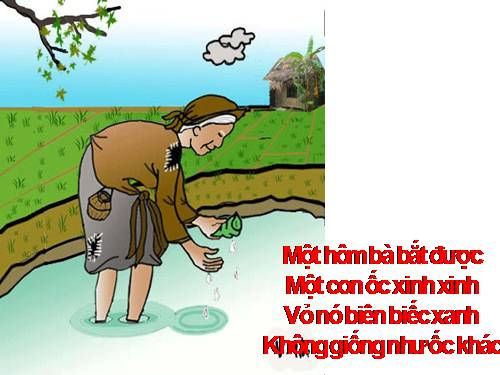 Một hôm bà bắt được
Một con ốc xinh xinh
Vỏ nó biêng biếc xanh
Không giống như ốc khác